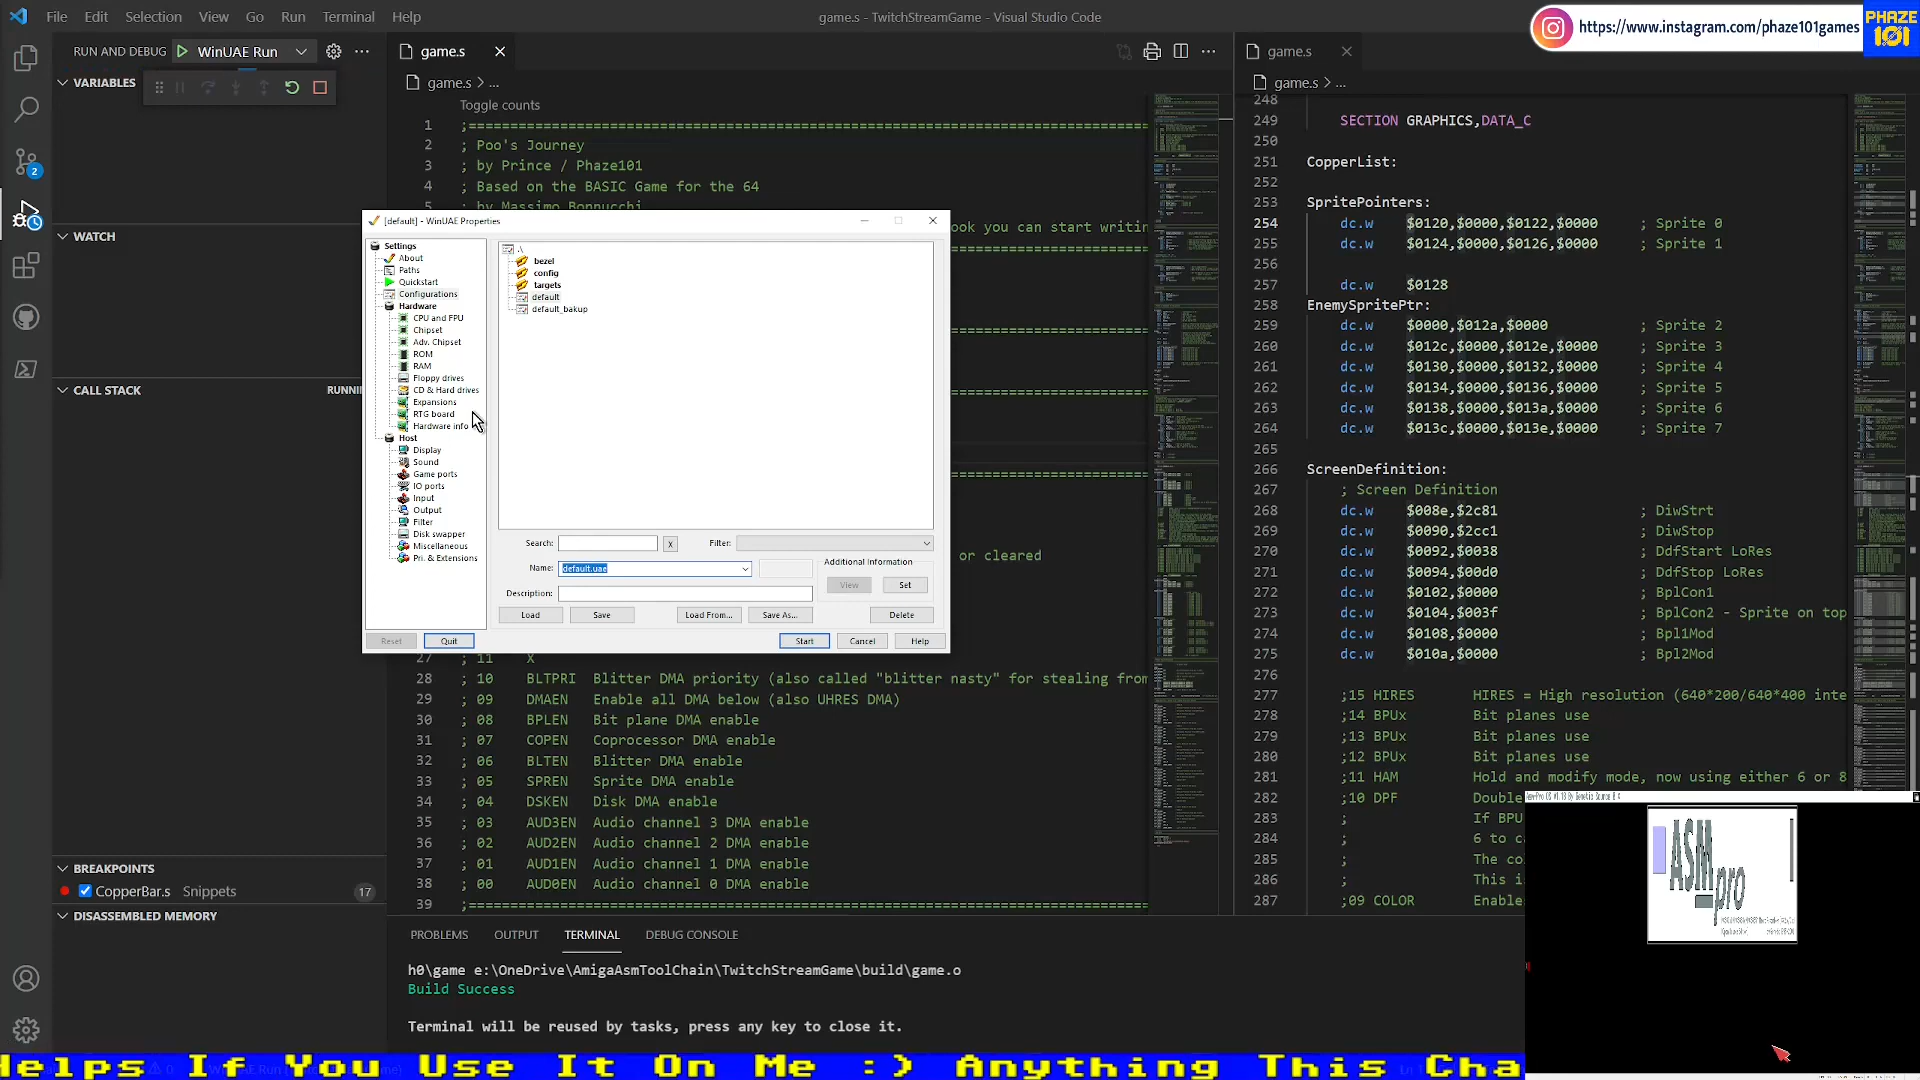 File Edit Selection View Go Run Terminal Help
game.s - TwitchStreamGame - Visual Studio Code
https://www.instagram.com/phaze101games
PHAZE 101
RUN AND DEBUG WinUAE Run
game.s
game.s
VARIABLES
game.s > ...
game.s > ...
Toggle counts
1 ;====
2 ; Poo's Journey
3 ; by Prince / Phaze101
4 ; Based on the BASIC Game for the 64
; by Massimo Bonnucchi
ook you can start writin
or cleared
WATCH
CALL STACK
RUNNI
[default] - WinUAE Properties
Settings
About
Paths
Quickstart
Configurations
Hardware
CPU and FPU
Chipset
Adv. Chipset
ROM
RAM
Floppy drives
CD & Hard drives
Expansions
RTG board
Hardware info
Host
Display
Sound
Game ports
IO ports
Input
Output
Filter
Disk swapper
Miscellaneous
Pri. & Extensions
.\
bezel
config
targets
default
default_bakup
Search: x Filter:
Name: default.uae
Additional Information
View Set
Description:
Load Save Load From... Save As... Delete
Reset Quit Start Cancel Help
27 ; 11 X
28 ; 10 BLTPRI Blitter DMA priority (also called "blitter nasty" for stealing from
29 ; 09 DMAEN Enable all DMA below (also UHRES DMA)
30 ; 08 BPLEN Bit plane DMA enable
31 ; 07 COPEN Coprocessor DMA enable
32 ; 06 BLTEN Blitter DMA enable
33 ; 05 SPREN Sprite DMA enable
34 ; 04 DSKEN Disk DMA enable
35 ; 03 AUD3EN Audio channel 3 DMA enable
36 ; 02 AUD2EN Audio channel 2 DMA enable
37 ; 01 AUD1EN Audio channel 1 DMA enable
38 ; 00 AUD0EN Audio channel 0 DMA enable
39 ;====
248
249 SECTION GRAPHICS,DATA_C
250
251 CopperList:
252
253 SpritePointers:
254 dc.w $0120,$0000,$0122,$0000 ; Sprite 0
255 dc.w $0124,$0000,$0126,$0000 ; Sprite 1
256
257 dc.w $0128
258 EnemySpritePtr:
259 dc.w $0000,$012a,$0000 ; Sprite 2
260 dc.w $012c,$0000,$012e,$0000 ; Sprite 3
261 dc.w $0130,$0000,$0132,$0000 ; Sprite 4
262 dc.w $0134,$0000,$0136,$0000 ; Sprite 5
263 dc.w $0138,$0000,$013a,$0000 ; Sprite 6
264 dc.w $013c,$0000,$013e,$0000 ; Sprite 7
265
266 ScreenDefinition:
267 ; Screen Definition
268 dc.w $008e,$2c81 ; DiwStrt
269 dc.w $0090,$2cc1 ; DiwStop
270 dc.w $0092,$0038 ; DdfStart LoRes
271 dc.w $0094,$00d0 ; DdfStop LoRes
272 dc.w $0102,$0000 ; BplCon1
273 dc.w $0104,$003f ; BplCon2 - Sprite on top
274 dc.w $0108,$0000 ; Bpl1Mod
275 dc.w $010a,$0000 ; Bpl2Mod
276
277 ;15 HIRES HIRES = High resolution (640*200/640*400 inte
278 ;14 BPUx Bit planes use
279 ;13 BPUx Bit planes use
280 ;12 BPUx Bit planes use
281 ;11 HAM Hold and modify mode, now using either 6 or 8
282 ;10 DPF Double
283 ; If BPU
284 ; 6 to ca
285 ; The co
286 ; This i
287 ;09 COLOR Enable
BREAKPOINTS
CopperBar.s Snippets 17
DISASSEMBLED MEMORY
PROBLEMS OUTPUT TERMINAL DEBUG CONSOLE
h0\game e:\OneDrive\AmigaAsmToolChain\TwitchStreamGame\build\game.o
Build Success
Terminal will be reused by tasks, press any key to close it.
ASM pro
Helps If You Use It On Me :) Anything This Cha